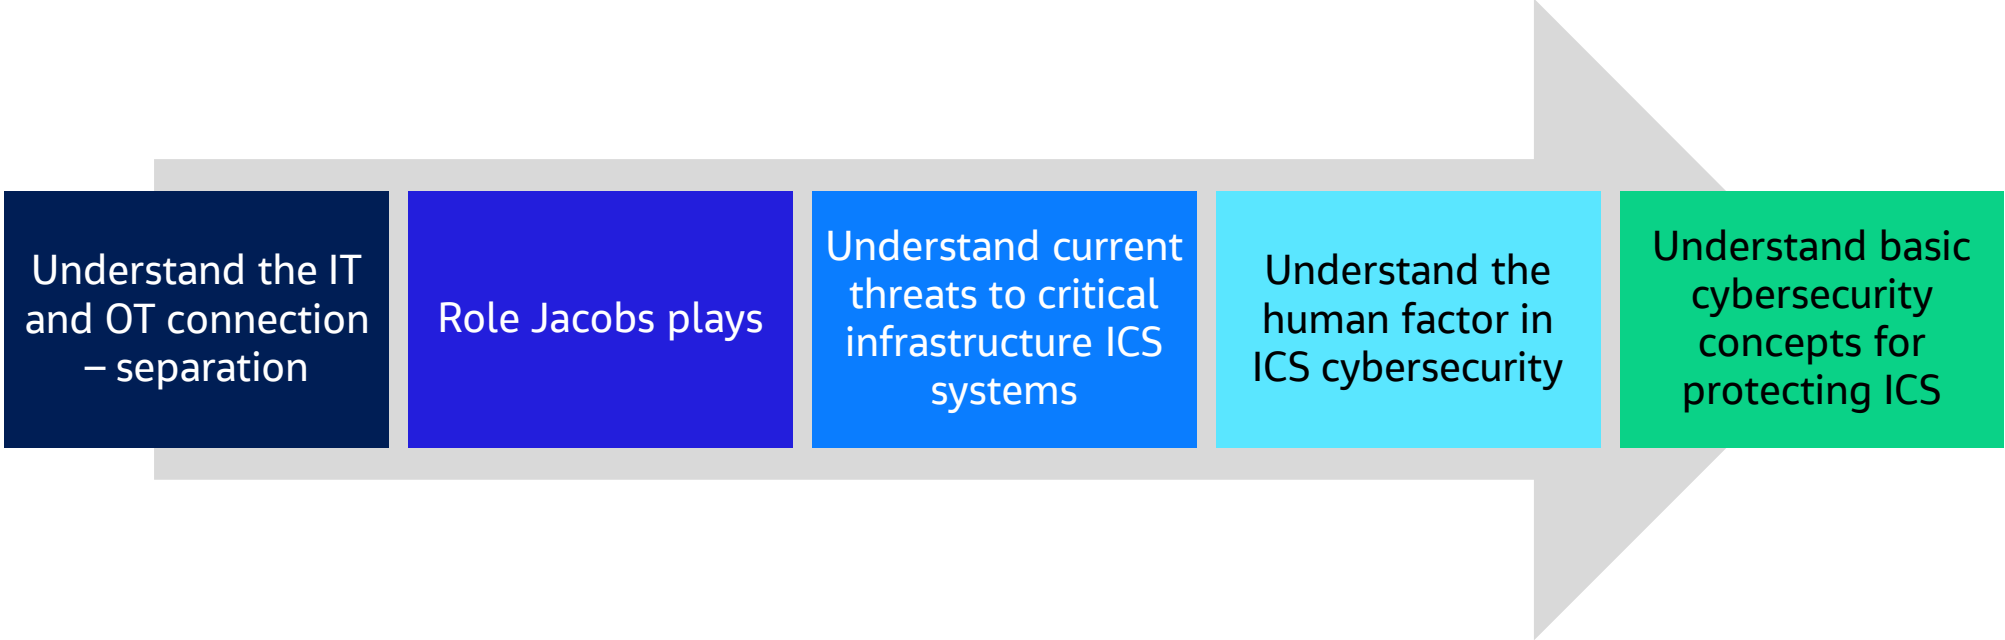 Understand the IT
and OT connection
– separation
Role Jacobs plays
Understand current
threats to critical
infrastructure ICS
systems
Understand the
human factor in
ICS cybersecurity
Understand basic
cybersecurity
concepts for
protecting ICS